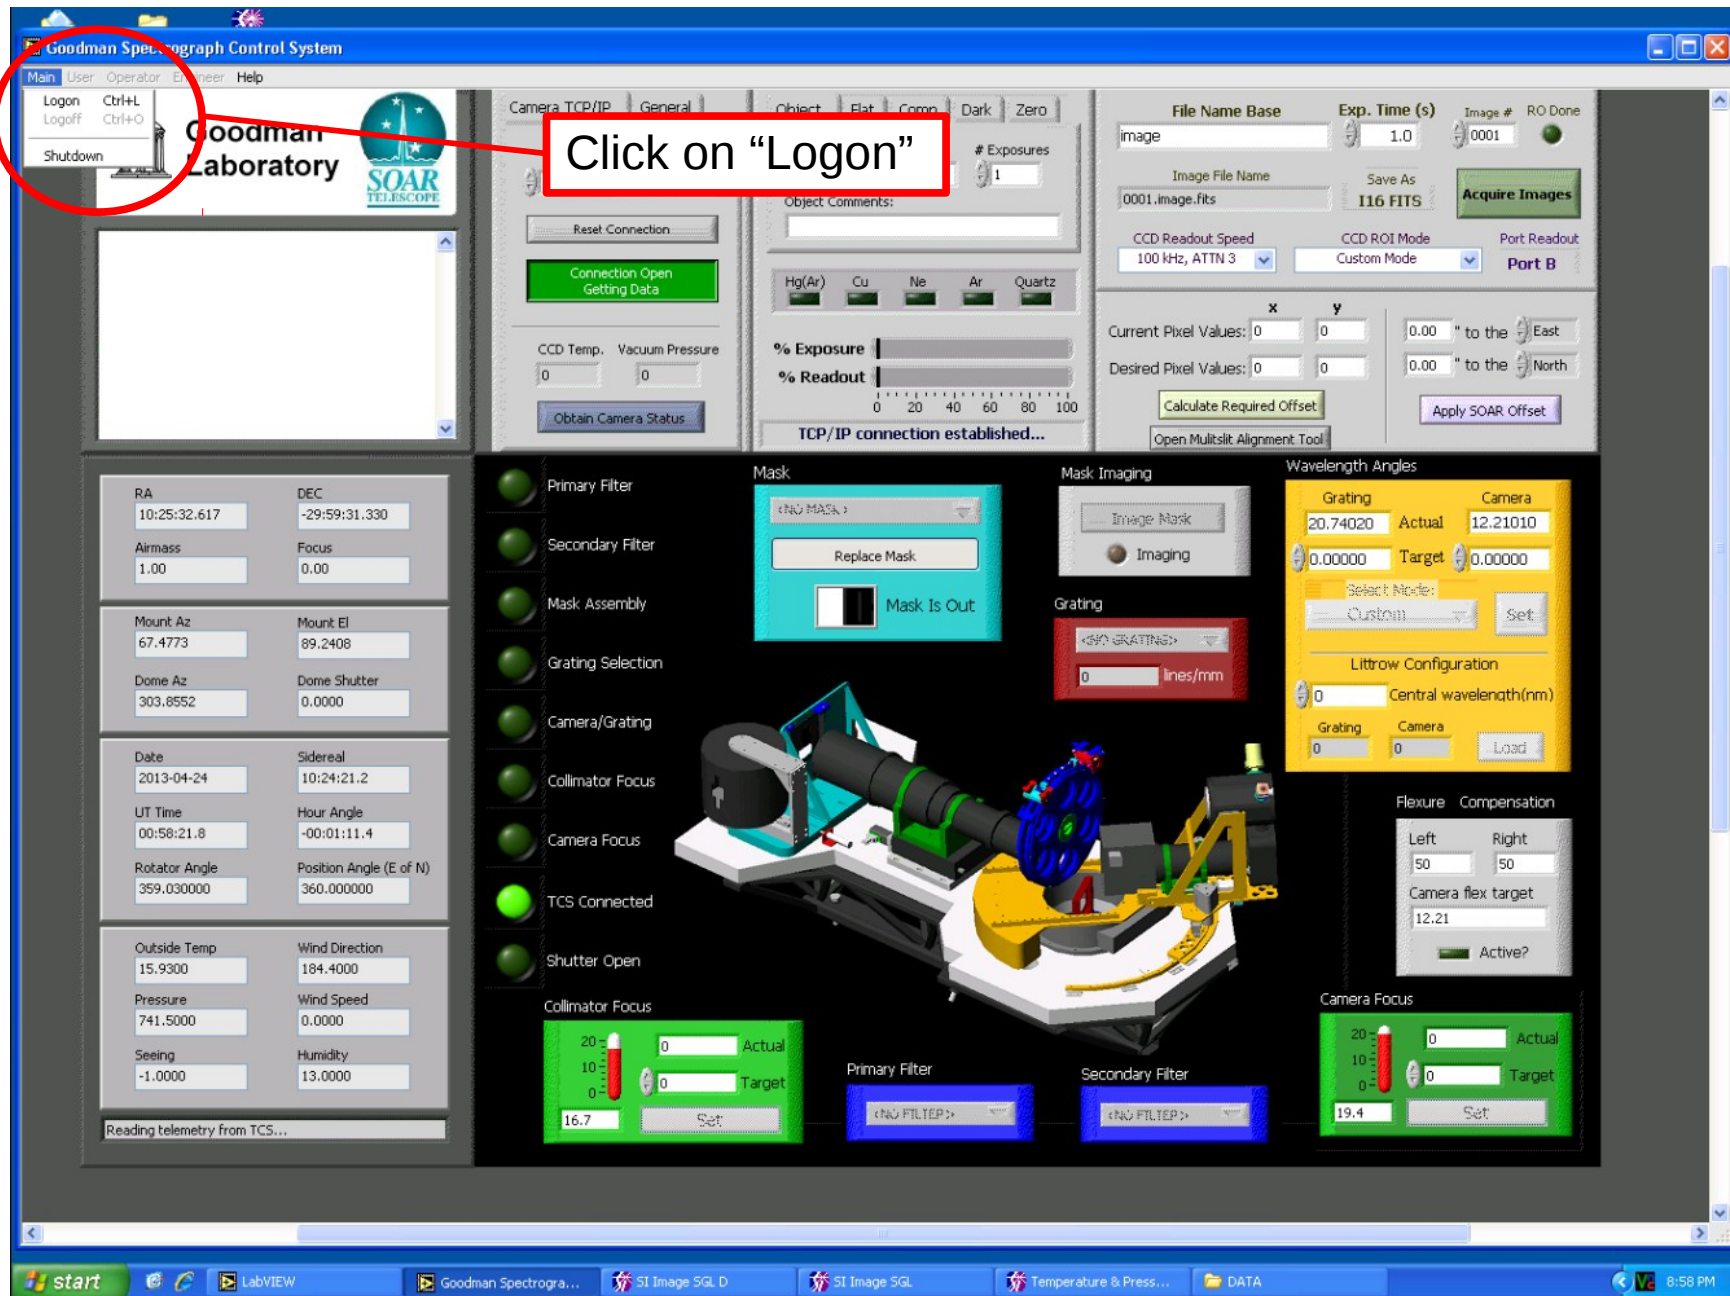 Goodman Spectrograph Control System
Main User Operator Engineer Help
Logon Ctrl+L
Logoff Ctrl+O
Shutdown
Goodman
Laboratory
SOAR
TELESCOPE
Click on “Logon”
Camera TCP/IP General
Reset Connection
Connection Open
Getting Data
CCD Temp. Vacuum Pressure
0 0
Obtain Camera Status
Object Flat Comp Dark Zero
# Exposures
1
Object Comments:
Hg(Ar) Cu Ne Ar Quartz
% Exposure
% Readout
0 20 40 60 80 100
TCP/IP connection established...
File Name Base Exp. Time (s) Image # RO Done
image 1.0 0001
Image File Name Save As
0001.image.fits I16 FITS Acquire Images
CCD Readout Speed CCD ROI Mode Port Readout
100 kHz, ATTN 3 Custom Mode Port B
x y
Current Pixel Values: 0 0 0.00 " to the East
Desired Pixel Values: 0 0 0.00 " to the North
Calculate Required Offset Apply SOAR Offset
Open Mulitslit Alignment Tool
RA DEC
10:25:32.617 -29:59:31.330
Airmass Focus
1.00 0.00
Mount Az Mount El
67.4773 89.2408
Dome Az Dome Shutter
303.8552 0.0000
Date Sidereal
2013-04-24 10:24:21.2
UT Time Hour Angle
00:58:21.8 -00:01:11.4
Rotator Angle Position Angle (E of N)
359.030000 360.000000
Outside Temp Wind Direction
15.9300 184.4000
Pressure Wind Speed
741.5000 0.0000
Seeing Humidity
-1.0000 13.0000
Reading telemetry from TCS...
Primary Filter
Secondary Filter
Mask Assembly
Grating Selection
Camera/Grating
Collimator Focus
Camera Focus
TCS Connected
Shutter Open
Mask
<NO MASK>
Replace Mask
Mask Is Out
Mask Imaging
Image Mask
Imaging
Grating
<NO GRATING>
0 lines/mm
Wavelength Angles
Grating Camera
20.74020 Actual 12.21010
0.00000 Target 0.00000
Select Mode:
Custom Set
Littrow Configuration
0 Central wavelength(nm)
Grating Camera
0 0 Load
Flexure Compensation
Left Right
50 50
Camera flex target
12.21
Active?
Collimator Focus
20 0 Actual
10
0 0 Target
16.7 Set
Primary Filter
<NO FILTER>
Secondary Filter
<NO FILTER>
Camera Focus
20 0 Actual
10
0 0 Target
19.4 Set
start LabVIEW Goodman Spectrogra... SI Image SGL D SI Image SGL Temperature & Press... DATA 8:58 PM